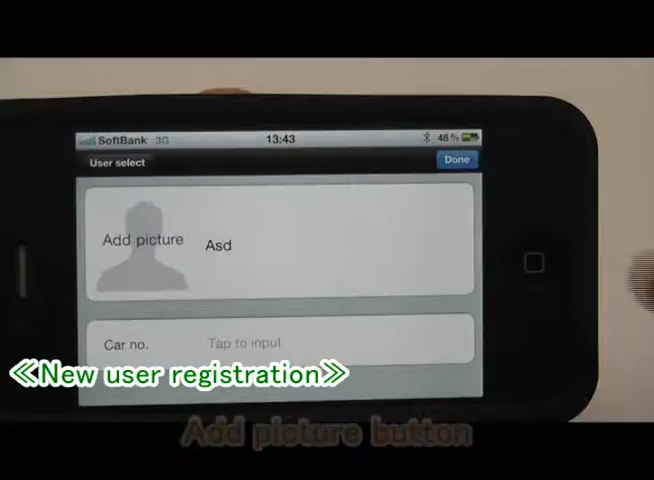 SoftBank 3G 13:43 48%
User select Done
Add picture Asd
Car no. Tap to input
≪New user registration≫
Add picture button